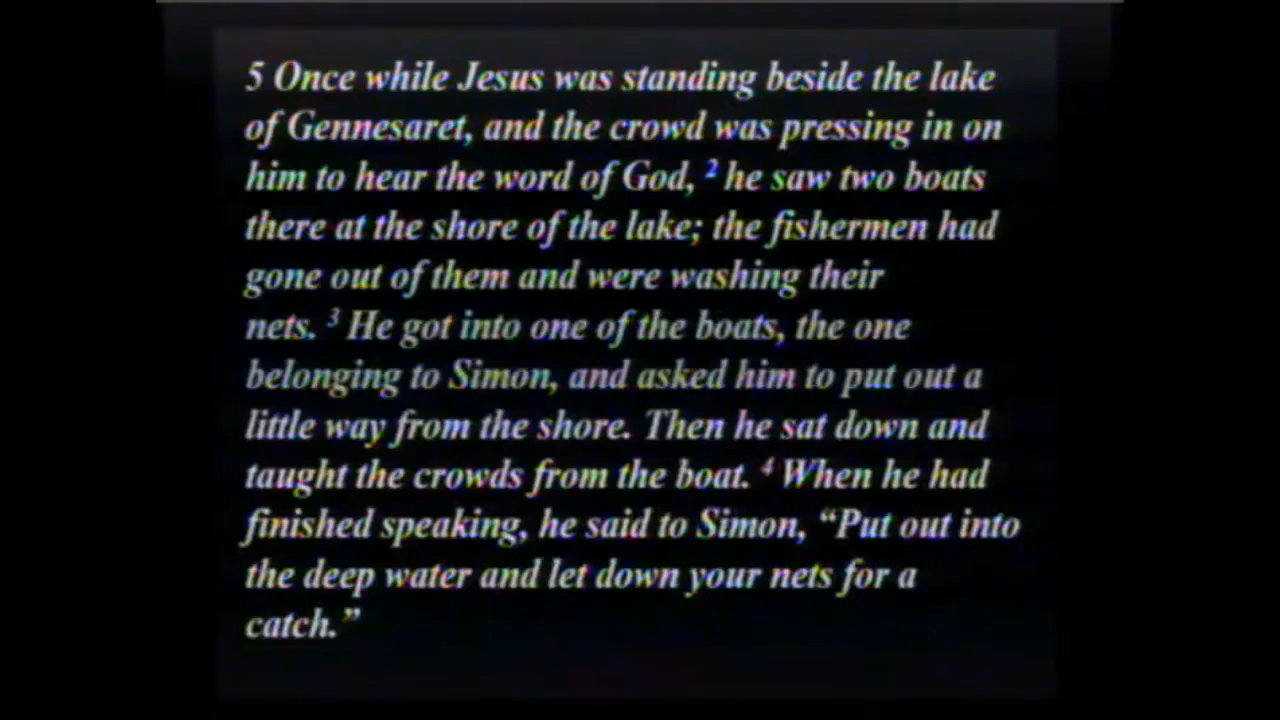 5 Once while Jesus was standing beside the lake
of Gennesaret, and the crowd was pressing in on
him to hear the word of God, ² he saw two boats
there at the shore of the lake; the fishermen had
gone out of them and were washing their
nets. ³ He got into one of the boats, the one
belonging to Simon, and asked him to put out a
little way from the shore. Then he sat down and
taught the crowds from the boat. ⁴ When he had
finished speaking, he said to Simon, “Put out into
the deep water and let down your nets for a
catch.”